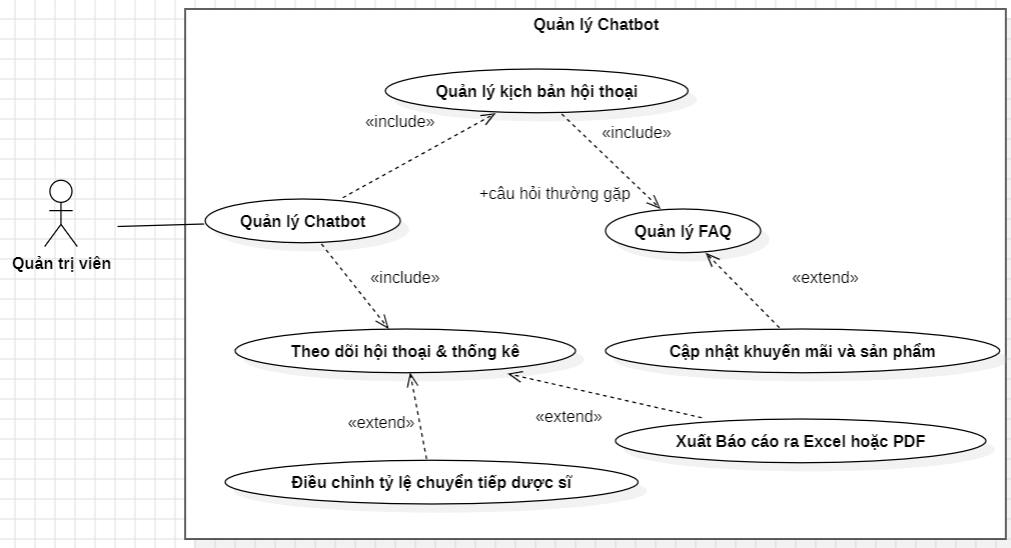 Quản lý Chatbot
Quản lý kịch bản hội thoại
«include»
«include»
+câu hỏi thường gặp
Quản lý Chatbot
Quản lý FAQ
Quản trị viên
«include»
«extend»
Theo dõi hội thoại & thống kê
Cập nhật khuyến mãi và sản phẩm
«extend»
«extend»
Xuất Báo cáo ra Excel hoặc PDF
Điều chỉnh tỷ lệ chuyển tiếp dược sĩ